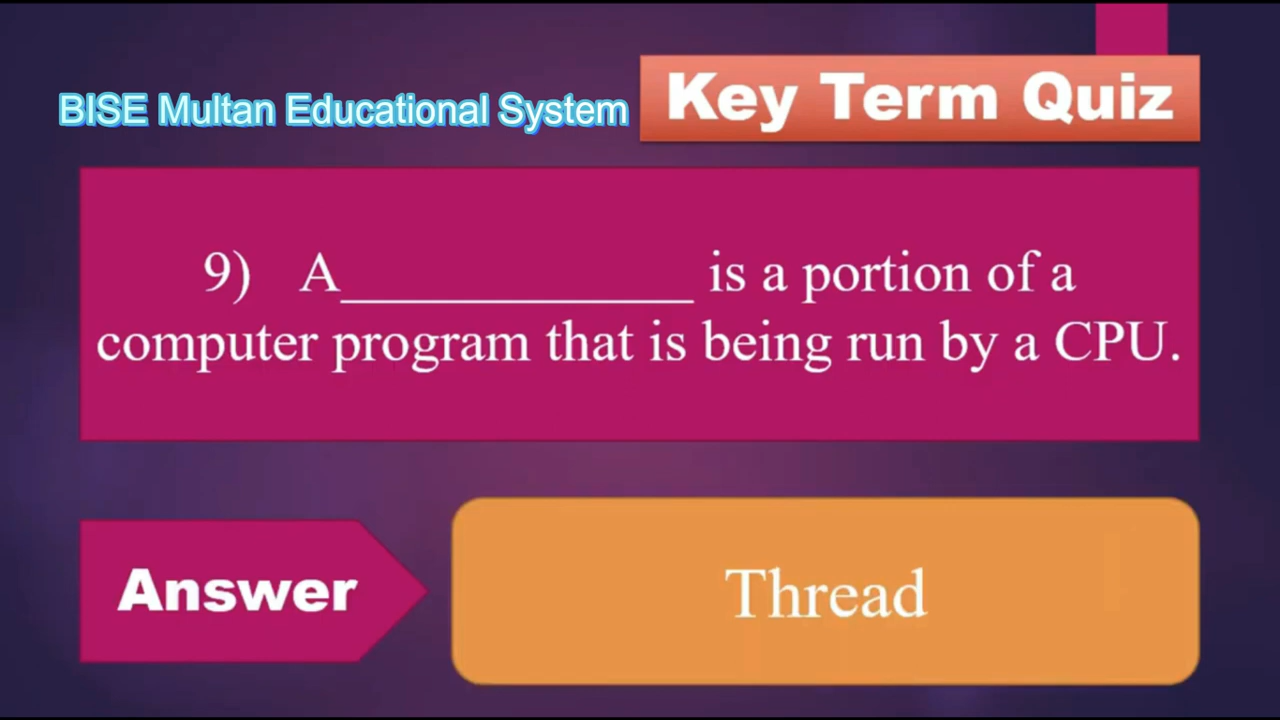 BISE Multan Educational System
Key Term Quiz
9) A____________ is a portion of a
computer program that is being run by a CPU.
Answer
Thread